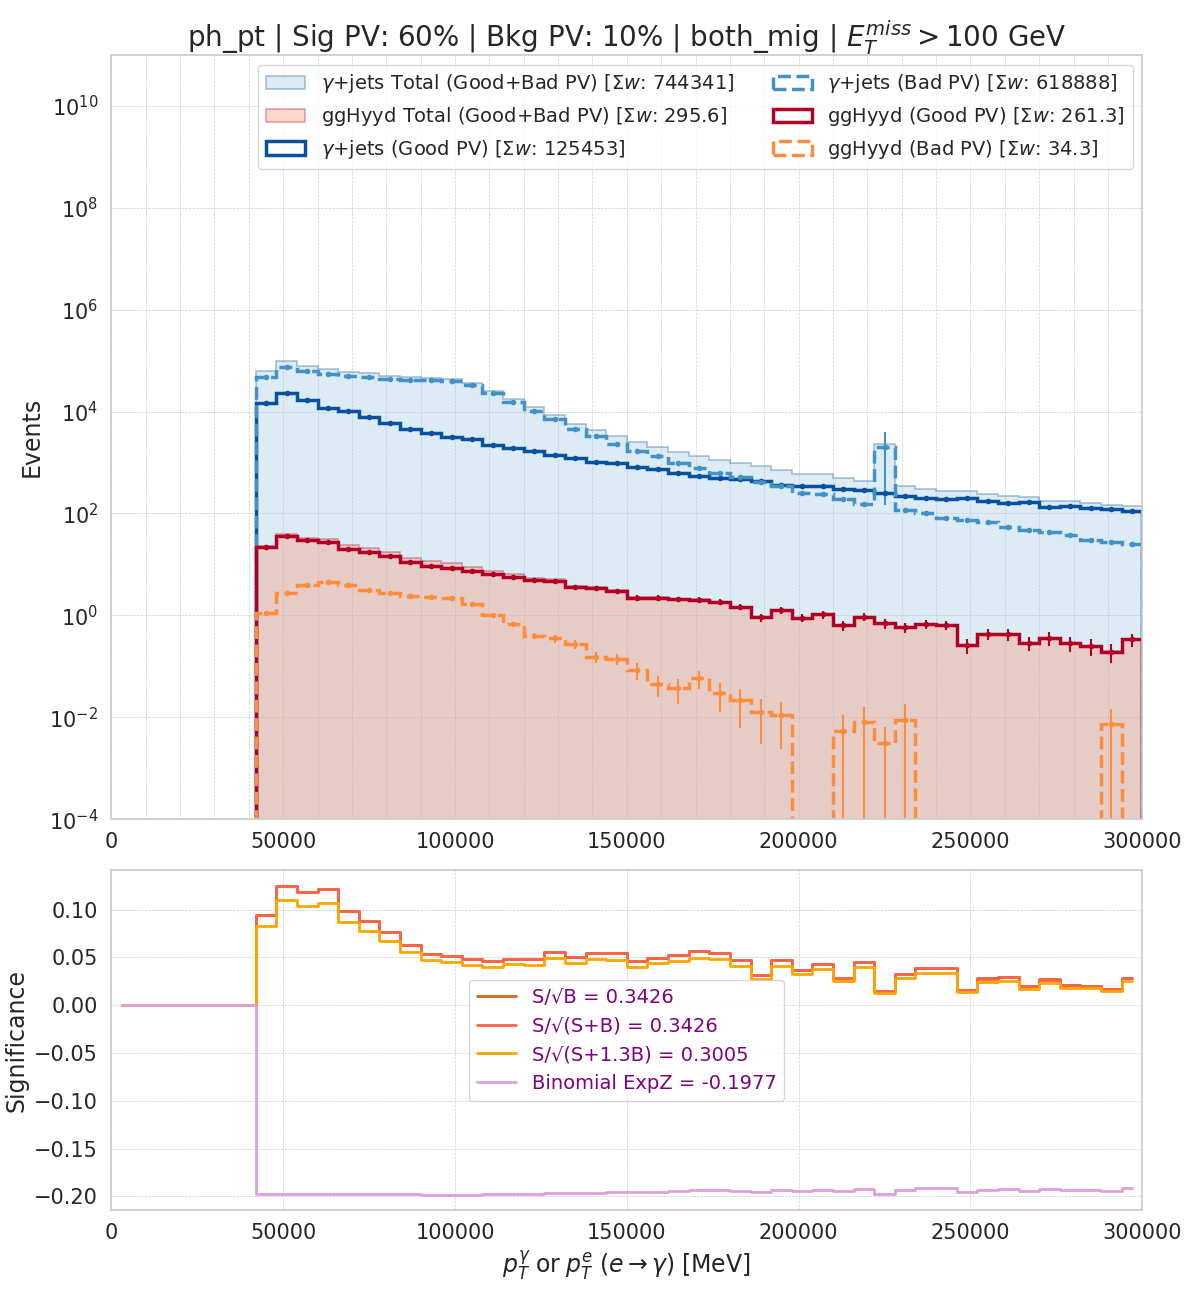 ph_pt | Sig PV: 60% | Bkg PV: 10% | both_mig | $E_T^{miss} > 100$ GeV
γ+jets Total (Good+Bad PV) [Σw: 744341]
ggHyyd Total (Good+Bad PV) [Σw: 295.6]
γ+jets (Good PV) [Σw: 125453]
γ+jets (Bad PV) [Σw: 618888]
ggHyyd (Good PV) [Σw: 261.3]
ggHyyd (Bad PV) [Σw: 34.3]
Events
$10^{10}$
$10^{8}$
$10^{6}$
$10^{4}$
$10^{2}$
$10^{0}$
$10^{-2}$
$10^{-4}$
0 50000 100000 150000 200000 250000 300000
Significance
0.10
0.05
0.00
−0.05
−0.10
−0.15
−0.20
S/√B = 0.3426
S/√(S+B) = 0.3426
S/√(S+1.3B) = 0.3005
Binomial ExpZ = -0.1977
0 50000 100000 150000 200000 250000 300000
$p_T^{γ}$ or $p_T^{e}$ (e→γ) [MeV]